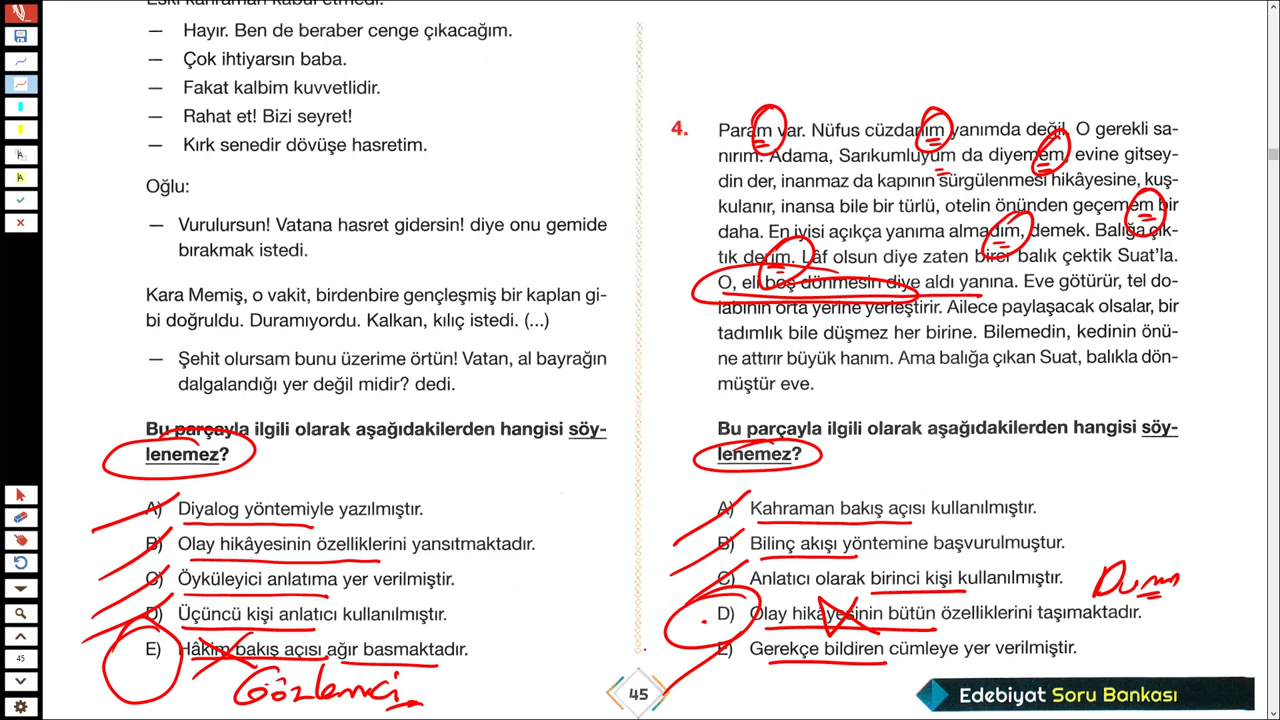 Eski kahraman kabul etmedi.
— Hayır. Ben de beraber cenge çıkacağım.
— Çok ihtiyarsın baba.
— Fakat kalbim kuvvetlidir.
— Rahat et! Bizi seyret!
— Kırk senedir dövüşe hasretim.
Oğlu:
— Vurulursun! Vatana hasret gidersin! diye onu gemide
bırakmak istedi.
Kara Memiş, o vakit, birdenbire gençleşmiş bir kaplan gi-
bi doğruldu. Duramıyordu. Kalkan, kılıç istedi. (...)
— Şehit olursam bunu üzerime örtün! Vatan, al bayrağın
dalgalandığı yer değil midir? dedi.
Bu parçayla ilgili olarak aşağıdakilerden hangisi söy-
lenemez?
A) Diyalog yöntemiyle yazılmıştır.
B) Olay hikâyesinin özelliklerini yansıtmaktadır.
C) Öyküleyici anlatıma yer verilmiştir.
D) Üçüncü kişi anlatıcı kullanılmıştır.
E) Hâkim bakış açısı ağır basmaktadır.
Gözlemci
4. Param var. Nüfus cüzdanım yanımda değil. O gerekli sa-
nırım. Adama, Sarıkumluyum da diyemem, evine gitsey-
din der, inanmaz da kapının sürgülenmesi hikâyesine, kuş-
kulanır, inansa bile bir türlü, otelin önünden geçemem bir
daha. En iyisi açıkça yanıma almadım, demek. Balığa çık-
tık derim. Lâf olsun diye zaten birer balık çektik Suat’la.
O, eli boş dönmesin diye aldı yanına. Eve götürür, tel do-
labının orta yerine yerleştirir. Ailece paylaşacak olsalar, bir
tadımlık bile düşmez her birine. Bilemedin, kedinin önü-
ne attırır büyük hanım. Ama balığa çıkan Suat, balıkla dön-
müştür eve.
Bu parçayla ilgili olarak aşağıdakilerden hangisi söy-
lenemez?
A) Kahraman bakış açısı kullanılmıştır.
B) Bilinç akışı yöntemine başvurulmuştur.
C) Anlatıcı olarak birinci kişi kullanılmıştır.
Durum
D) Olay hikâyesinin bütün özelliklerini taşımaktadır.
E) Gerekçe bildiren cümleye yer verilmiştir.
45
45
Edebiyat Soru Bankası